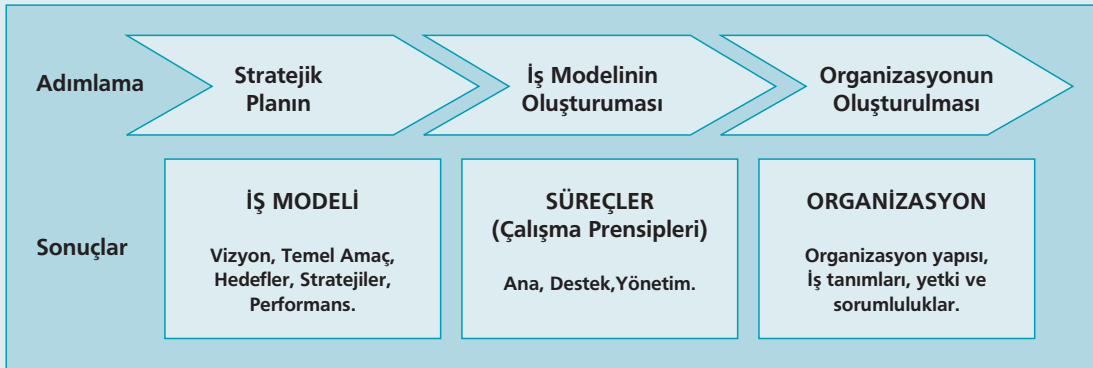 Adımlama
Stratejik
Planın
İş Modelinin
Oluşturuması
Organizasyonun
Oluşturulması
Sonuçlar
İŞ MODELİ
Vizyon, Temel Amaç,
Hedefler, Stratejiler,
Performans.
SÜREÇLER
(Çalışma Prensipleri)
Ana, Destek,Yönetim.
ORGANİZASYON
Organizasyon yapısı,
İş tanımları, yetki ve
sorumluluklar.